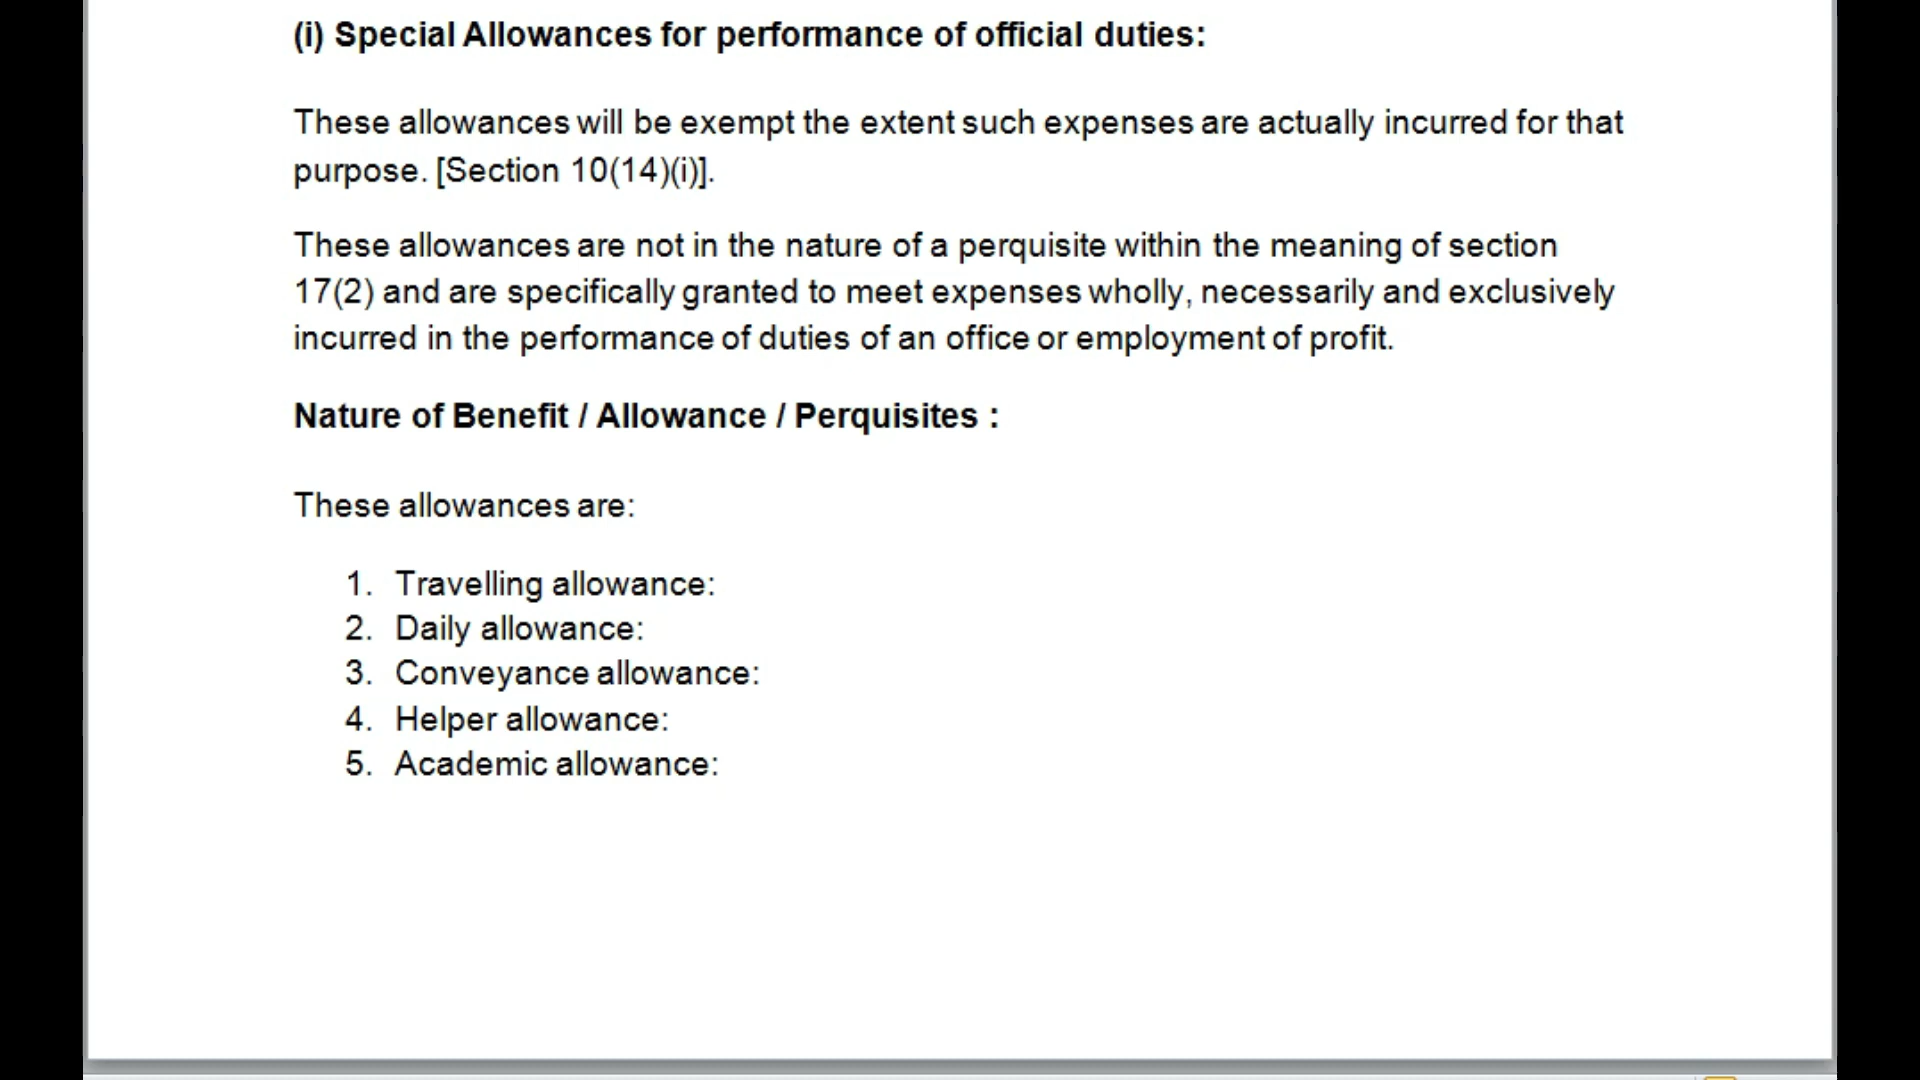 (i) Special Allowances for performance of official duties:
These allowances will be exempt the extent such expenses are actually incurred for that
purpose. [Section 10(14)(i)].
These allowances are not in the nature of a perquisite within the meaning of section
17(2) and are specifically granted to meet expenses wholly, necessarily and exclusively
incurred in the performance of duties of an office or employment of profit.
Nature of Benefit / Allowance / Perquisites :
These allowances are:
1. Travelling allowance:
2. Daily allowance:
3. Conveyance allowance:
4. Helper allowance:
5. Academic allowance: